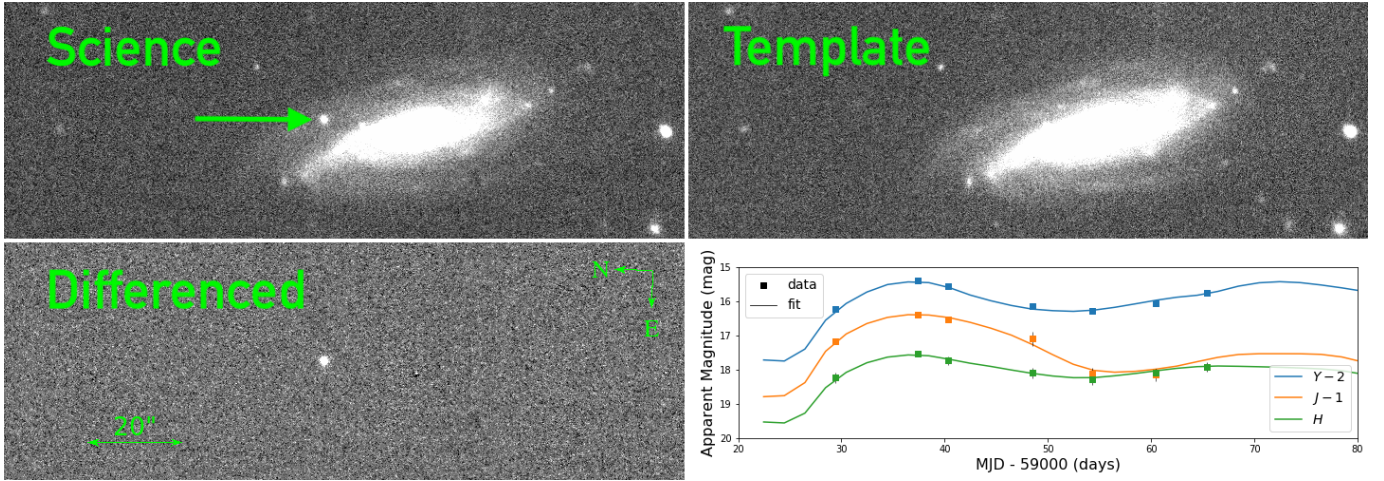 Science
Template
Differenced
N
E
20"
Apparent Magnitude (mag)
15
16
17
18
19
20
data
fit
Y − 2
J − 1
H
20 30 40 50 60 70 80
MJD - 59000 (days)